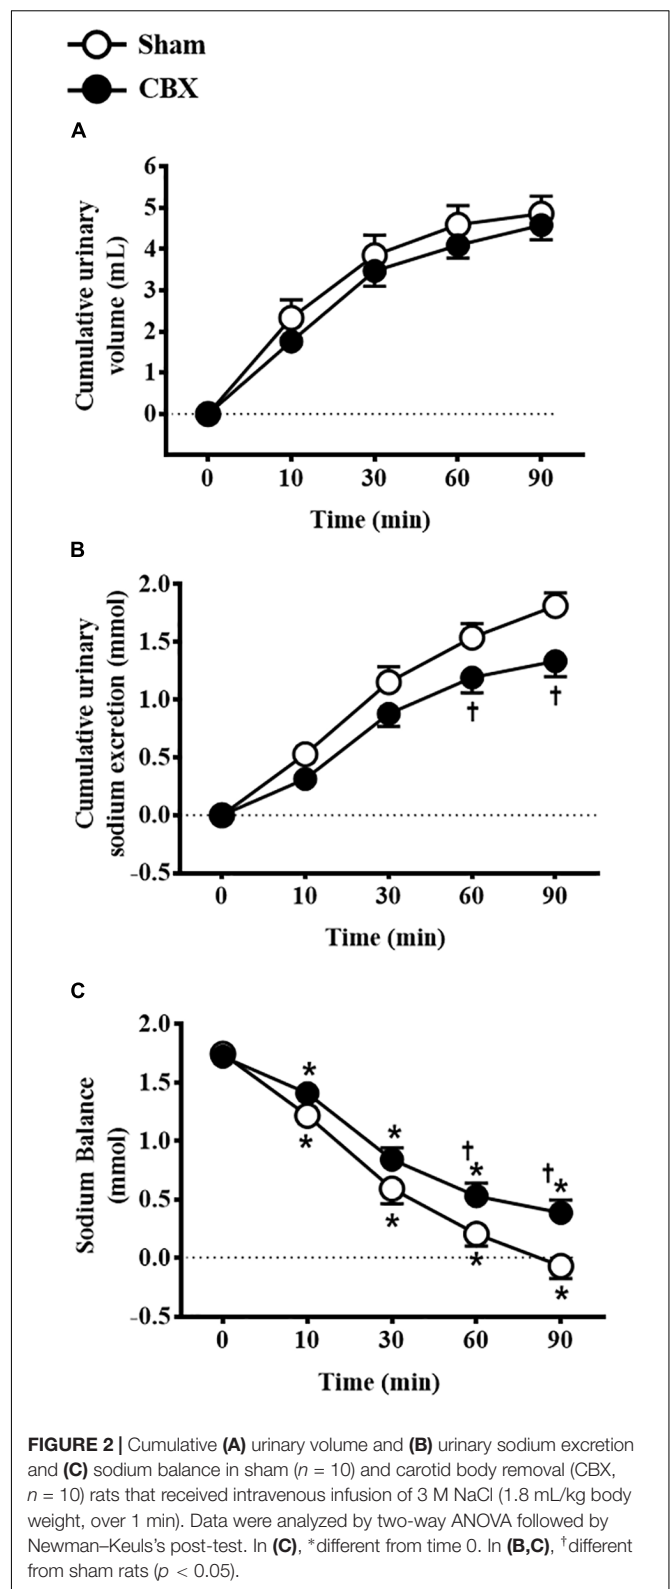 Sham
CBX
A
6
5
4
3
2
1
0
Cumulative urinary
volume (mL)
0 10 30 60 90
Time (min)
B
2.0
1.5
1.0
0.5
0.0
-0.5
Cumulative urinary
sodium excretion (mmol)
† †
0 10 30 60 90
Time (min)
C
2.0
1.5
1.0
0.5
0.0
-0.5
Sodium Balance
(mmol)
* * †* †*
* * * *
0 10 30 60 90
Time (min)
FIGURE 2 | Cumulative (A) urinary volume and (B) urinary sodium excretion
and (C) sodium balance in sham (n = 10) and carotid body removal (CBX,
n = 10) rats that received intravenous infusion of 3 M NaCl (1.8 mL/kg body
weight, over 1 min). Data were analyzed by two-way ANOVA followed by
Newman–Keuls's post-test. In (C), *different from time 0. In (B,C), †different
from sham rats (p < 0.05).